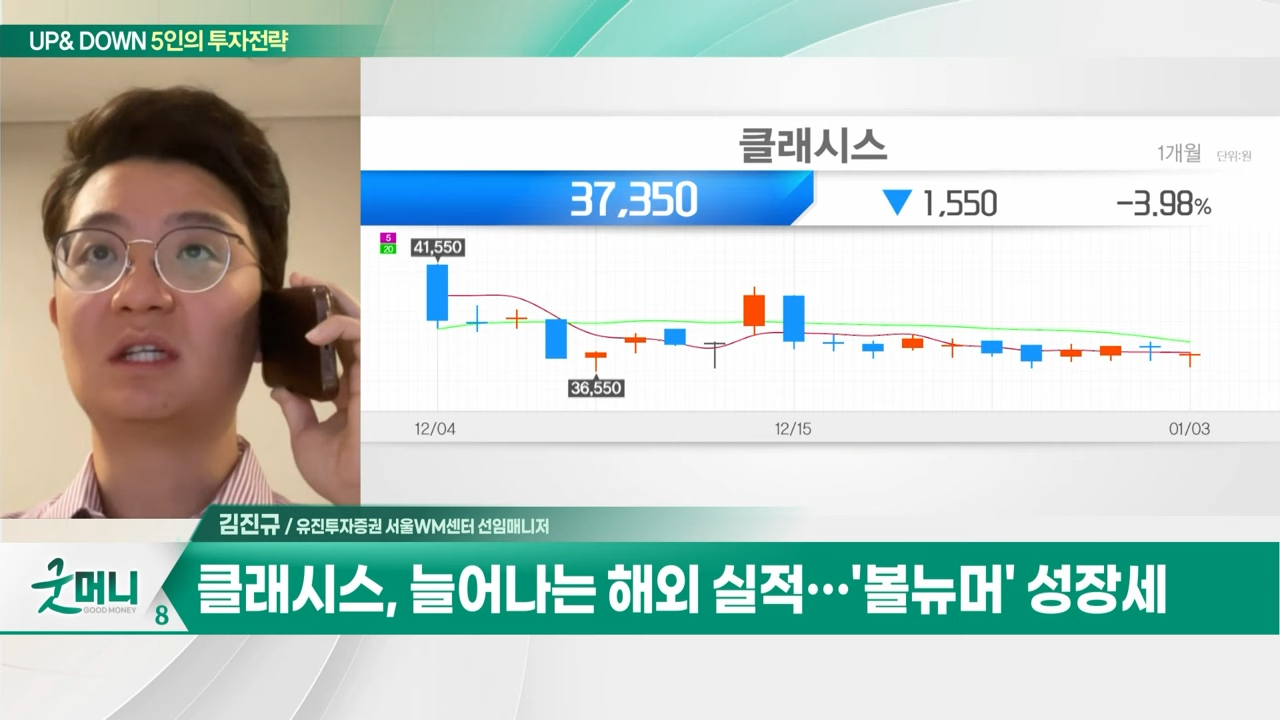 UP& DOWN 5인의 투자전략
클래시스
1개월 단위:원
37,350 ▼ 1,550 -3.98%
5
20
41,550
36,550
12/04 12/15 01/03
김진규 / 유진투자증권 서울WM센터 선임매니저
굿머니
GOOD MONEY
8
클래시스, 늘어나는 해외 실적…'볼뉴머' 성장세